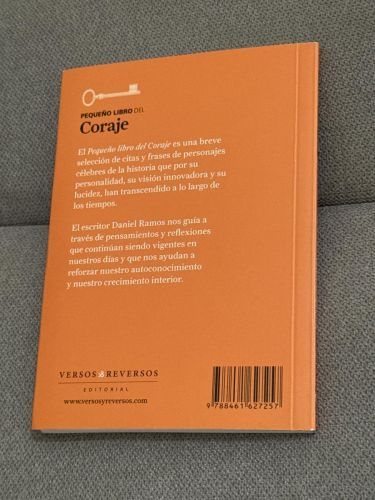 PEQUEÑO LIBRO DEL
Coraje
El Pequeño libro del Coraje es una breve
selección de citas y frases de personajes
célebres de la historia que por su
personalidad, su visión innovadora y su
lucidez, han transcendido a lo largo de
los tiempos.
El escritor Daniel Ramos nos guía a
través de pensamientos y reflexiones
que continúan siendo vigentes en
nuestros días y que nos ayudan a
reforzar nuestro autoconocimiento
y nuestro crecimiento interior.
VERSOS & REVERSOS
EDITORIAL
www.versosyreversos.com
9 788461 627257